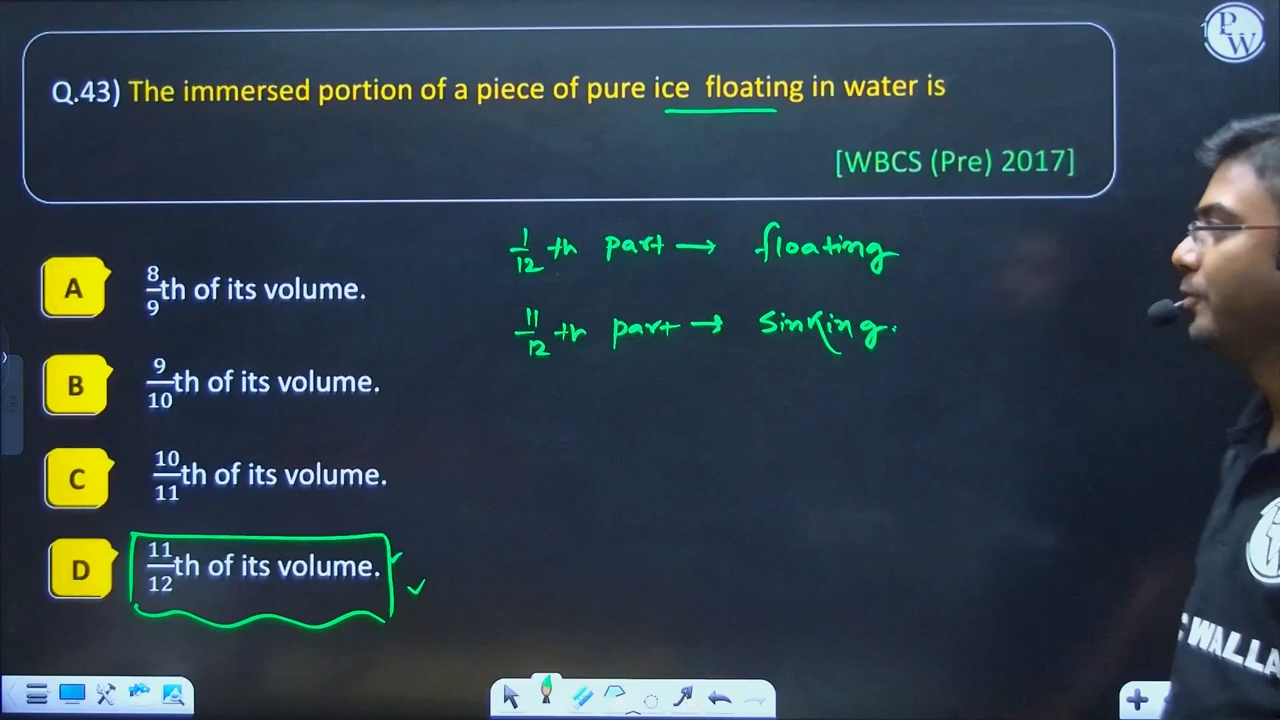 PW
Q.43) The immersed portion of a piece of pure ice floating in water is
[WBCS (Pre) 2017]
1/12 th part → floating
11/12 th part → sinking.
A 8/9th of its volume.
B 9/10th of its volume.
C 10/11th of its volume.
D 11/12th of its volume.
WALLA